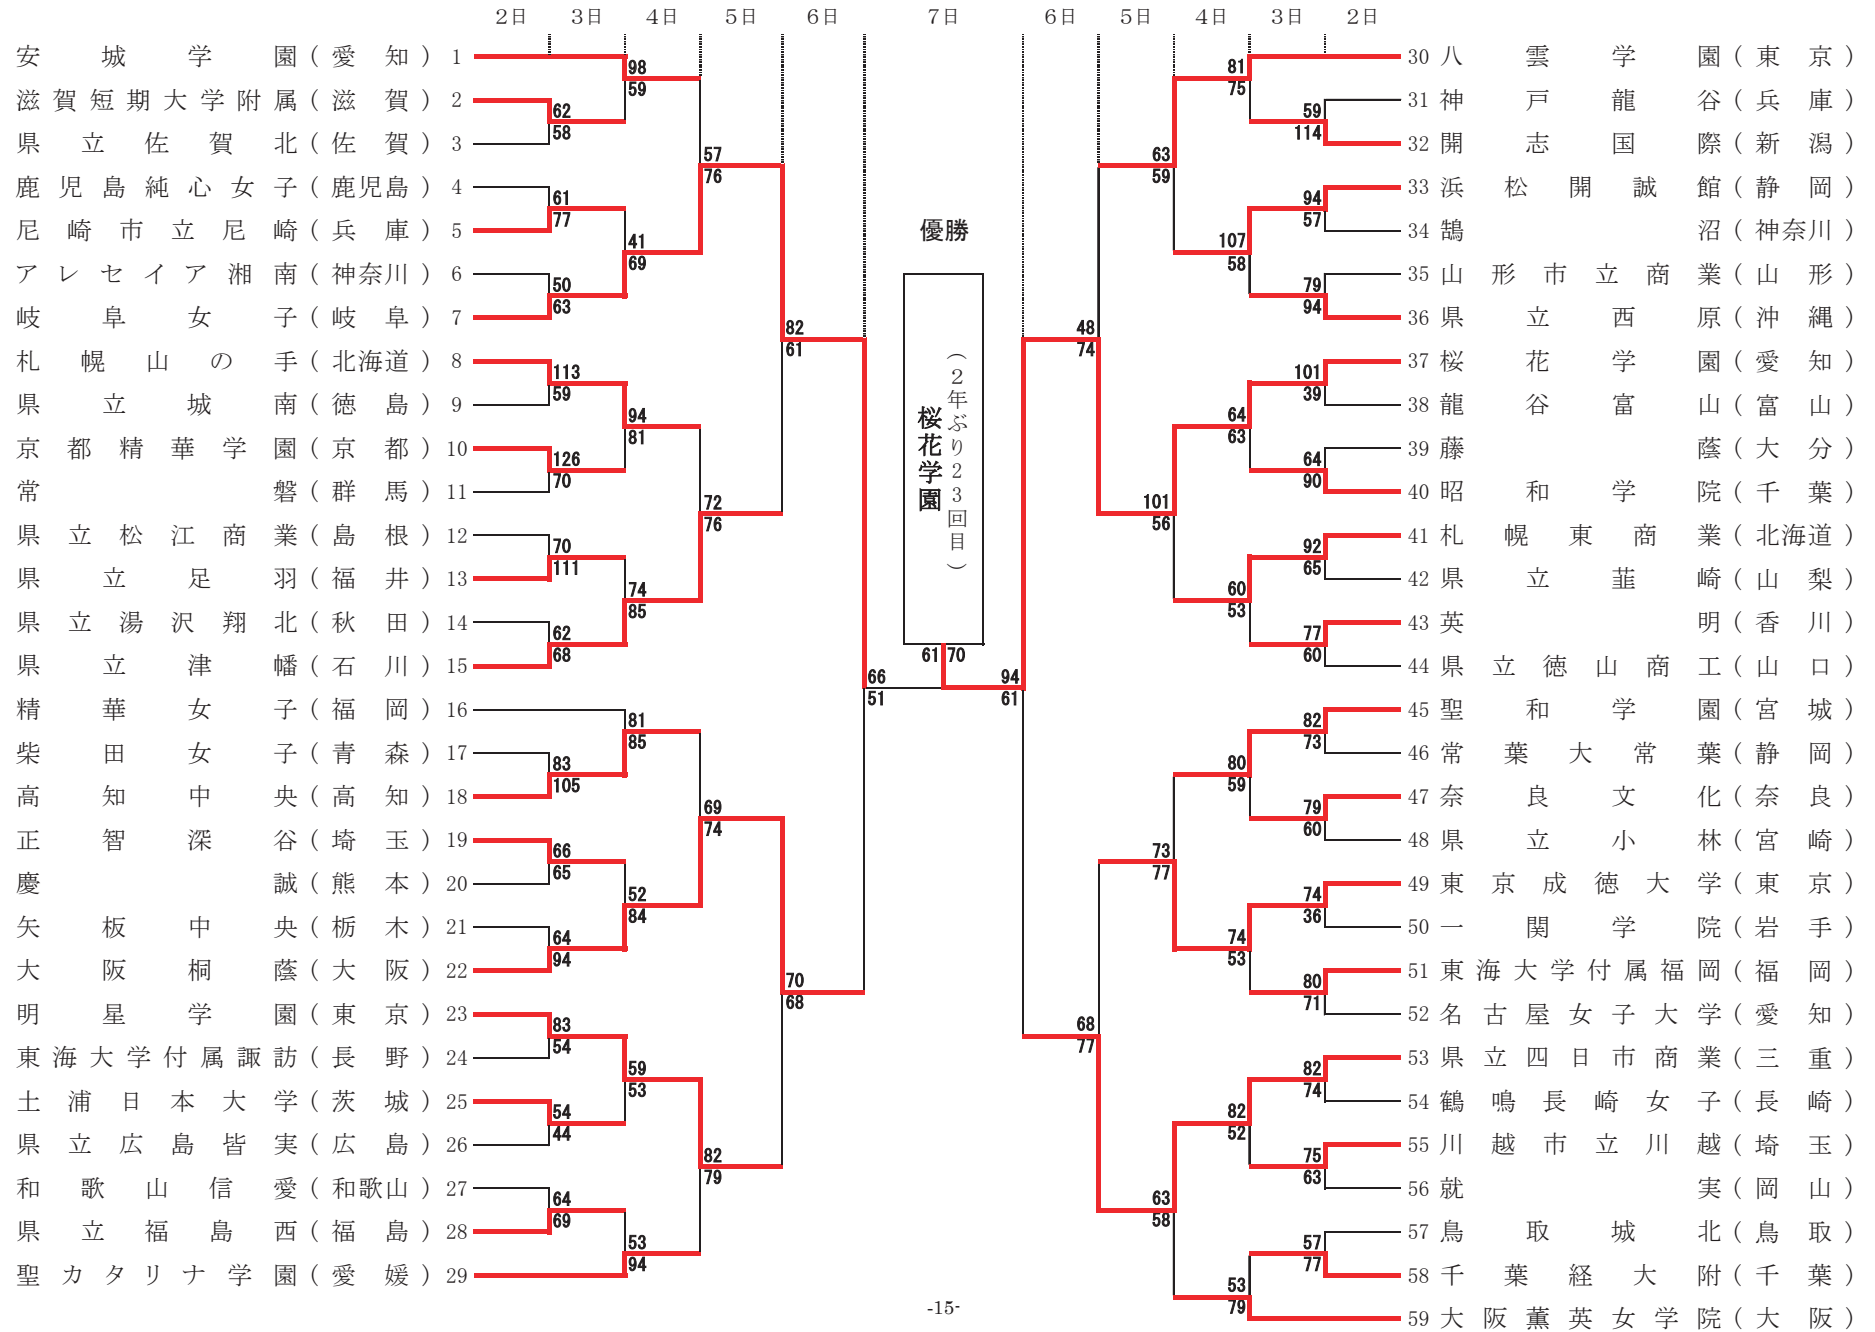 2日 3日 4日 5日 6日 7日 6日 5日 4日 3日 2日
安城学園（愛知）1
滋賀短期大学附属（滋賀）2
県立佐賀北（佐賀）3
鹿児島純心女子（鹿児島）4
尼崎市立尼崎（兵庫）5
アレセイア湘南（神奈川）6
岐阜女子（岐阜）7
札幌山の手（北海道）8
県立城南（徳島）9
京都精華学園（京都）10
常磐（群馬）11
県立松江商業（島根）12
県立足羽（福井）13
県立湯沢翔北（秋田）14
県立津幡（石川）15
精華女子（福岡）16
柴田女子（青森）17
高知中央（高知）18
正智深谷（埼玉）19
慶誠（熊本）20
矢板中央（栃木）21
大阪桐蔭（大阪）22
明星学園（東京）23
東海大学付属諏訪（長野）24
土浦日本大学（茨城）25
県立広島皆実（広島）26
和歌山信愛（和歌山）27
県立福島西（福島）28
聖カタリナ学園（愛媛）29
98
59
62
58
57
76
61
77
41
69
50
63
82
61
113
59
94
81
126
70
72
76
70
111
74
85
62
68
66
51
81
85
83
105
69
74
66
65
52
84
64
94
70
68
83
54
59
53
54
44
82
79
64
69
53
94
優勝
桜花学園
（2年ぶり23回目）
61 70
94
61
81
75
59
114
63
59
94
57
107
58
79
94
48
74
101
39
64
63
64
90
101
56
92
65
60
53
77
60
82
73
80
59
79
60
73
77
74
36
74
53
80
71
68
77
82
74
82
52
75
63
63
58
57
77
53
79
30 八雲学園（東京）
31 神戸龍谷（兵庫）
32 開志国際（新潟）
33 浜松開誠館（静岡）
34 鵠沼（神奈川）
35 山形市立商業（山形）
36 県立西原（沖縄）
37 桜花学園（愛知）
38 龍谷富山（富山）
39 藤蔭（大分）
40 昭和学院（千葉）
41 札幌東商業（北海道）
42 県立韮崎（山梨）
43 英明（香川）
44 県立徳山商工（山口）
45 聖和学園（宮城）
46 常葉大常葉（静岡）
47 奈良文化（奈良）
48 県立小林（宮崎）
49 東京成徳大学（東京）
50 一関学院（岩手）
51 東海大学付属福岡（福岡）
52 名古屋女子大学（愛知）
53 県立四日市商業（三重）
54 鶴鳴長崎女子（長崎）
55 川越市立川越（埼玉）
56 就実（岡山）
57 鳥取城北（鳥取）
58 千葉経大附（千葉）
59 大阪薫英女学院（大阪）
-15-